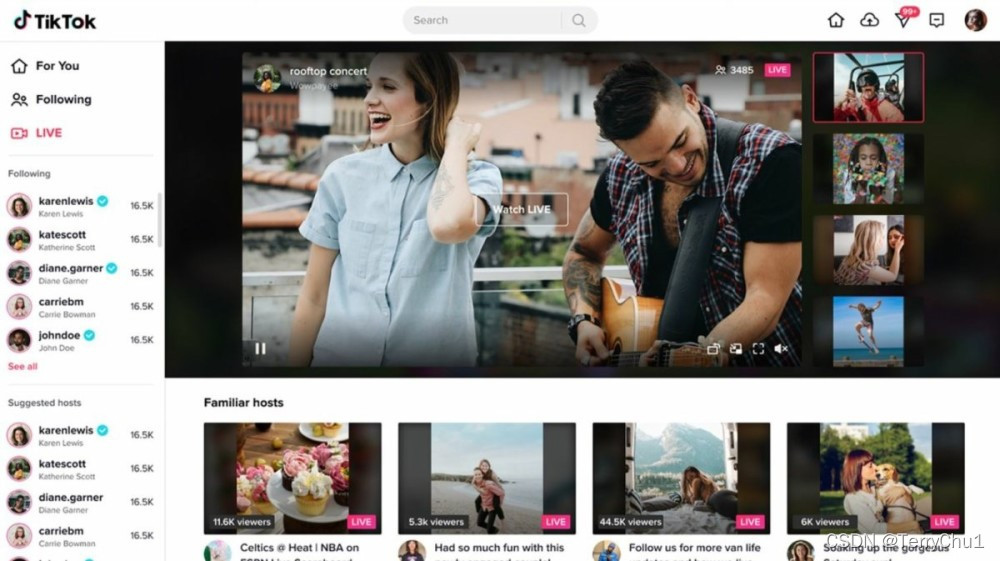 TikTok
Search
99+
For You
Following
LIVE
Following
karenlewis
Karen Lewis
16.5K
katescott
Katherine Scott
16.5K
diane.garner
Diane Garner
16.5K
carriebm
Carrie Bowman
16.5K
johndoe
John Doe
16.5K
See all
Suggested hosts
karenlewis
Karen Lewis
16.5K
katescott
Katherine Scott
16.5K
diane.garner
Diane Garner
16.5K
carriebm
Carrie Bowman
16.5K
rooftop concert
3485 LIVE
Watch LIVE
Familiar hosts
11.6K viewers LIVE
Celtics @ Heat | NBA on
5.3k viewers LIVE
Had so much fun with this
44.5K viewers LIVE
Follow us for more van life
6K viewers LIVE
Soaking up the gorgeous
CSDN @TerryChu1